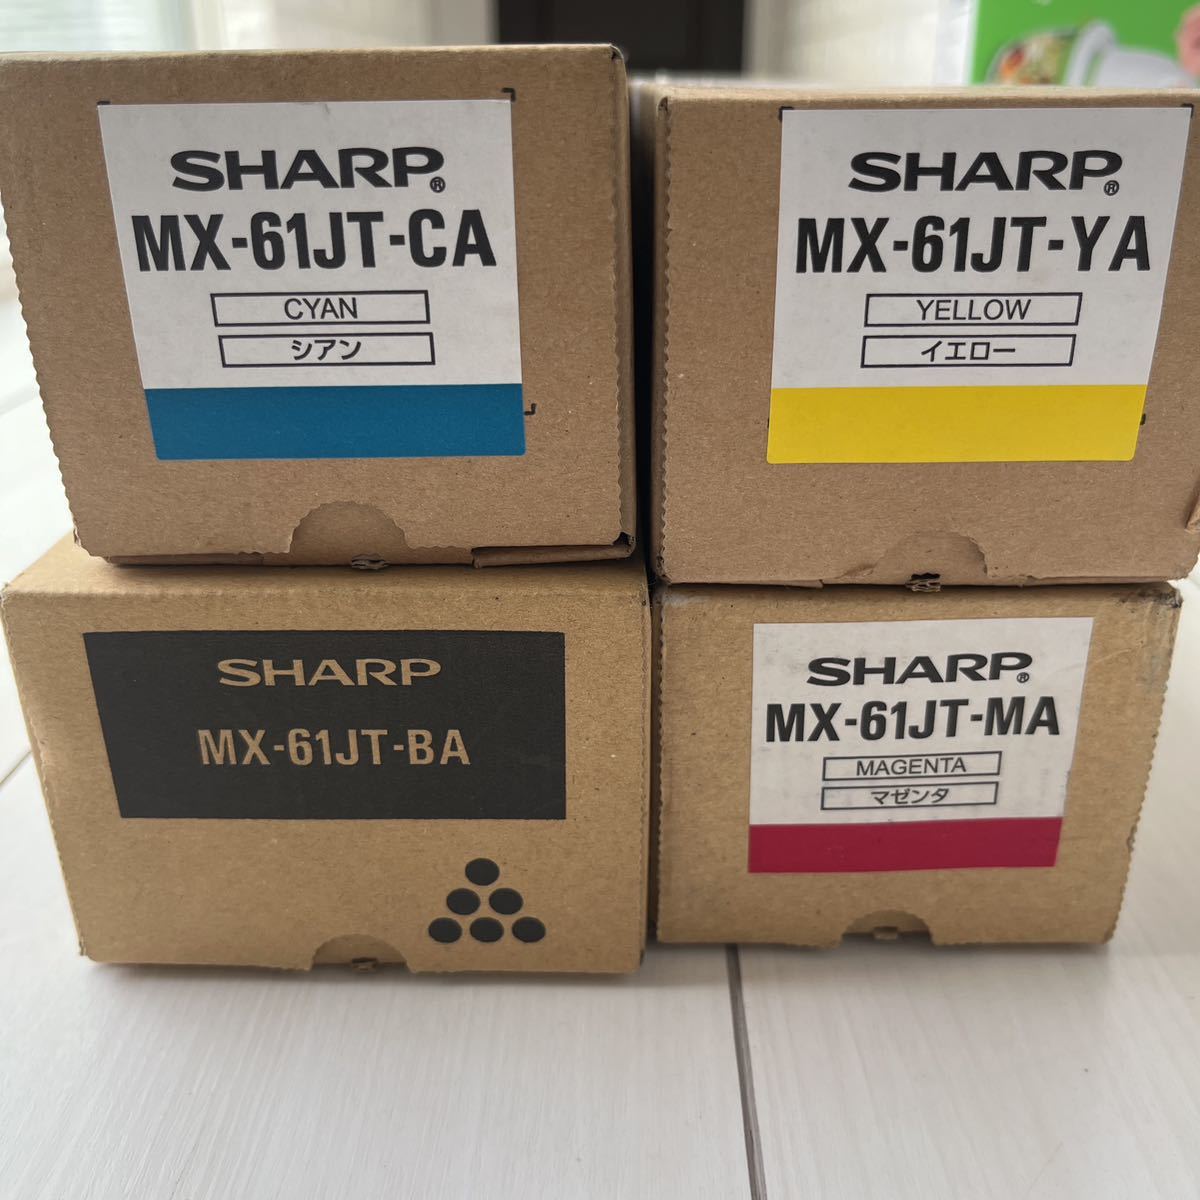 SHARP®
MX-61JT-CA
CYAN
シアン
SHARP®
MX-61JT-YA
YELLOW
イエロー
SHARP
MX-61JT-BA
SHARP®
MX-61JT-MA
MAGENTA
マゼンタ